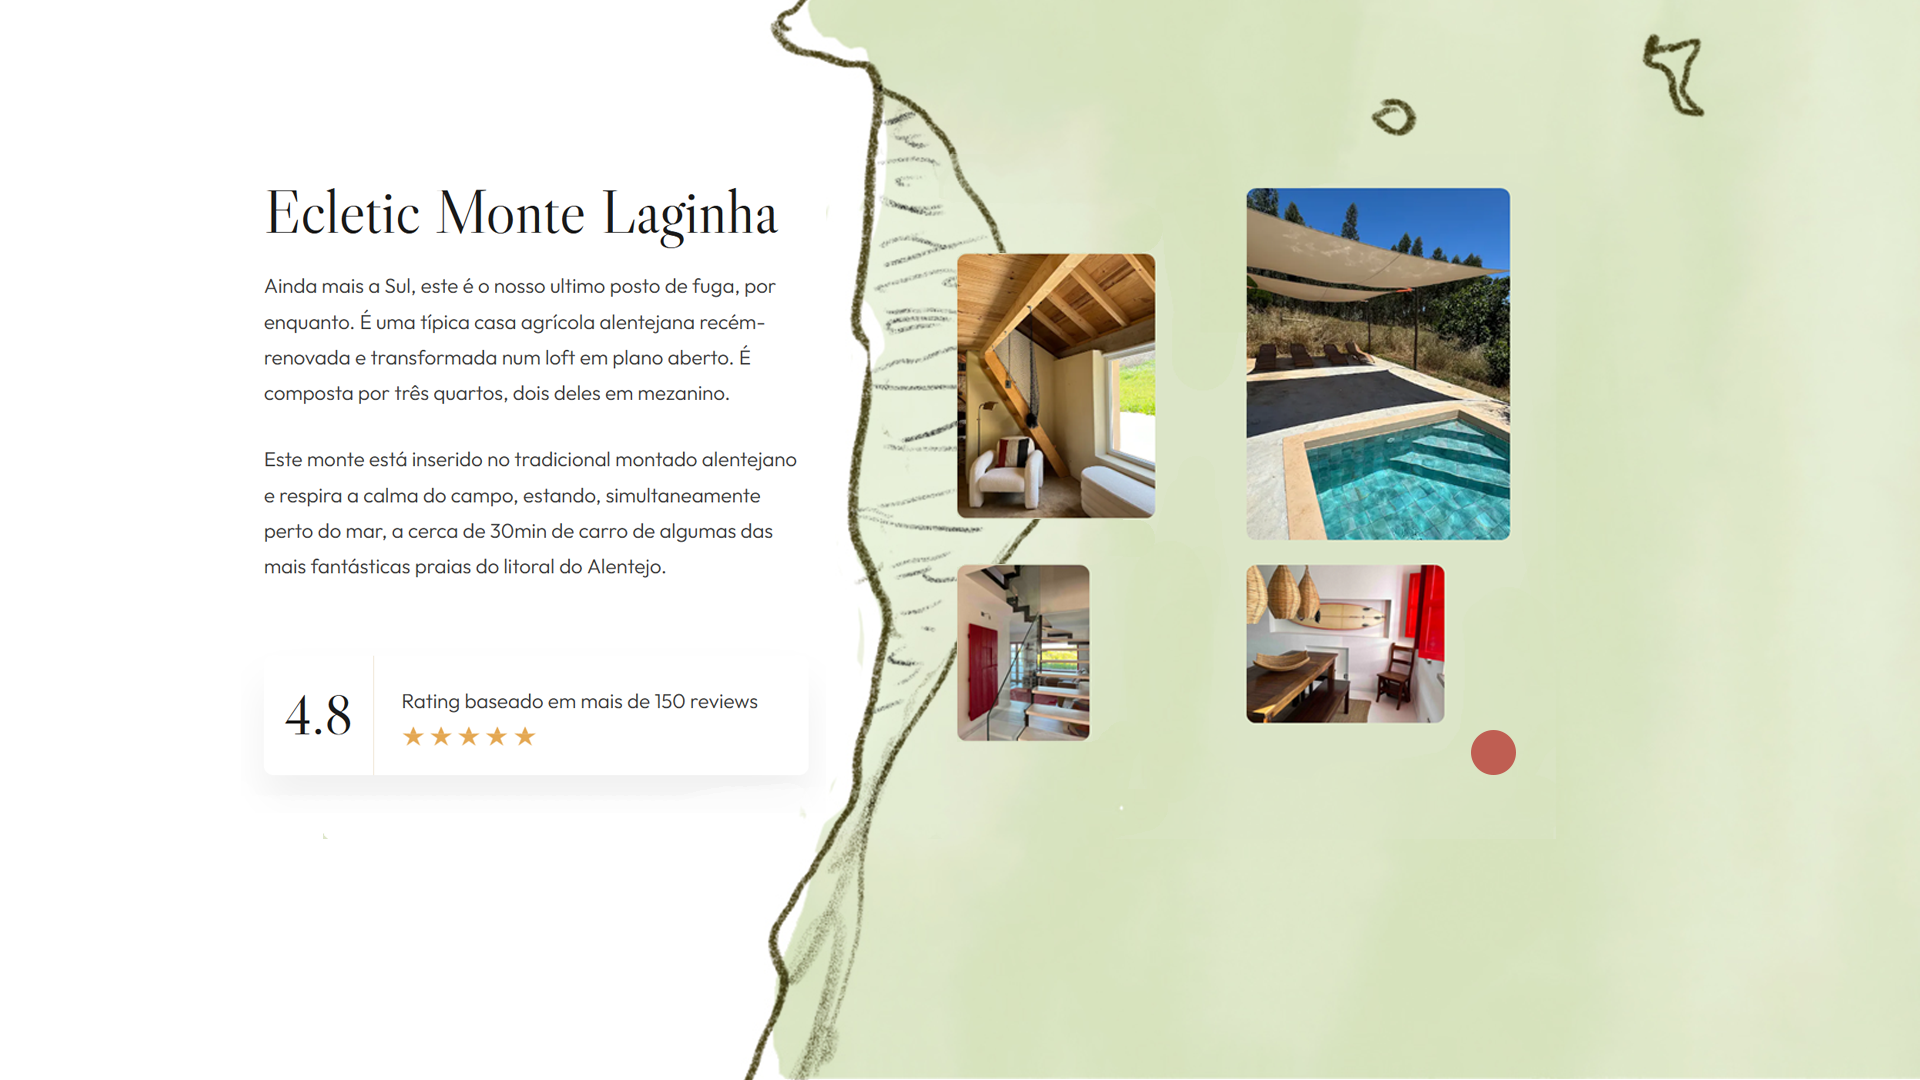 Ecletic Monte Laginha
Ainda mais a Sul, este é o nosso ultimo posto de fuga, por
enquanto. É uma típica casa agrícola alentejana recém-
renovada e transformada num loft em plano aberto. É
composta por três quartos, dois deles em mezanino.
Este monte está inserido no tradicional montado alentejano
e respira a calma do campo, estando, simultaneamente
perto do mar, a cerca de 30min de carro de algumas das
mais fantásticas praias do litoral do Alentejo.
4.8
Rating baseado em mais de 150 reviews